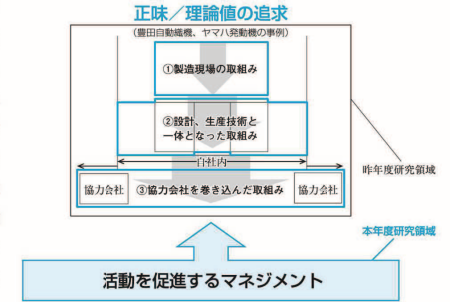 正味／理論値の追求
（豊田自動織機、ヤマハ発動機の事例）
①製造現場の取組み
②設計、生産技術と
一体となった取組み
自社内
昨年度研究領域
協力会社
③協力会社を巻き込んだ取組み
協力会社
本年度研究領域
活動を促進するマネジメント